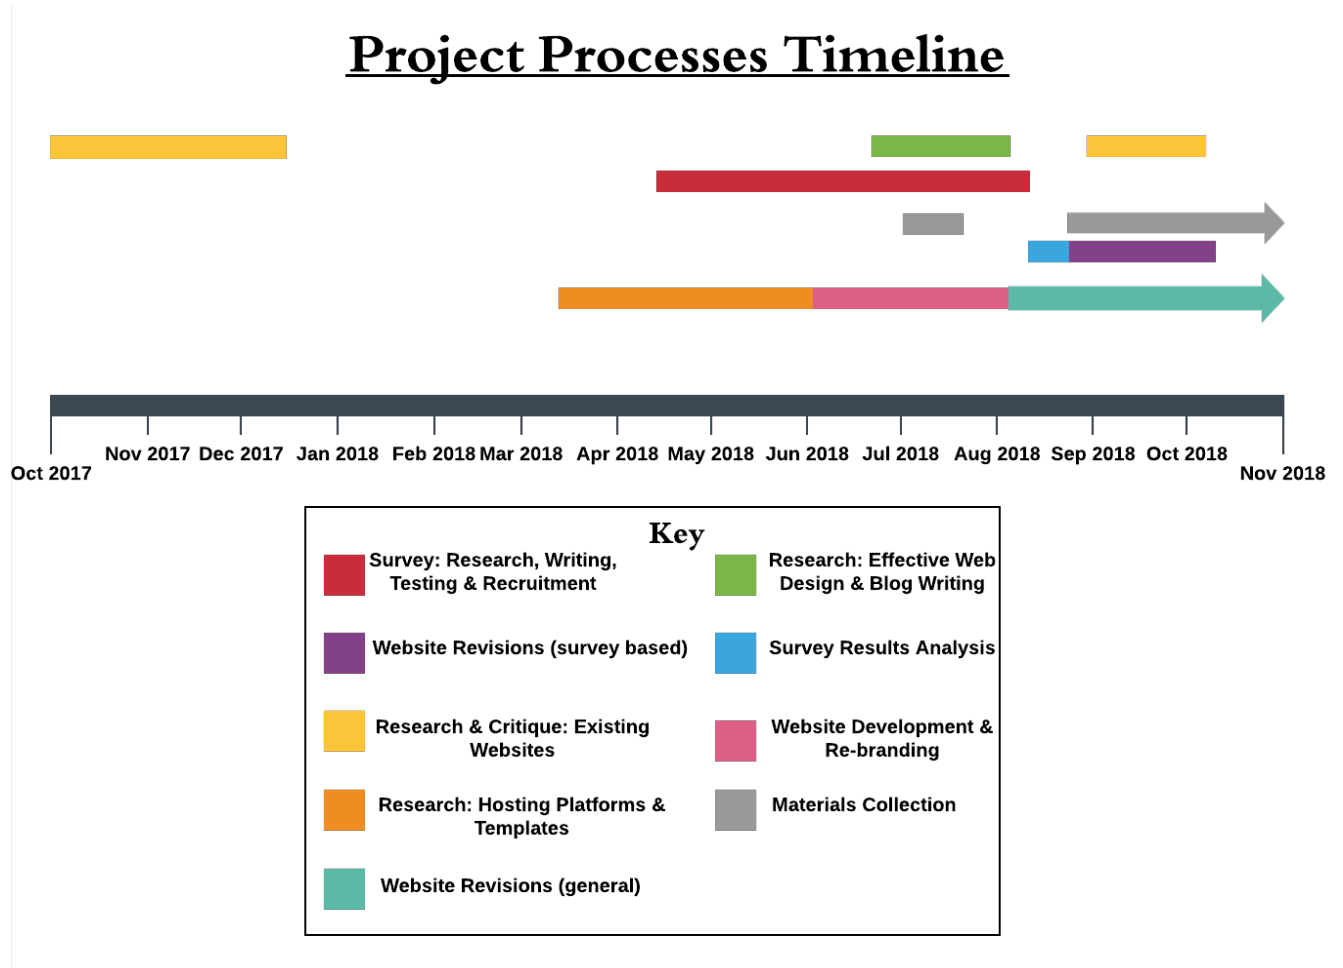 Project Processes Timeline
Nov 2017 Dec 2017 Jan 2018 Feb 2018 Mar 2018 Apr 2018 May 2018 Jun 2018 Jul 2018 Aug 2018 Sep 2018 Oct 2018
Oct 2017 Nov 2018
Key
Survey: Research, Writing,
Testing & Recruitment
Research: Effective Web
Design & Blog Writing
Website Revisions (survey based)
Survey Results Analysis
Research & Critique: Existing
Websites
Website Development &
Re-branding
Research: Hosting Platforms &
Templates
Materials Collection
Website Revisions (general)